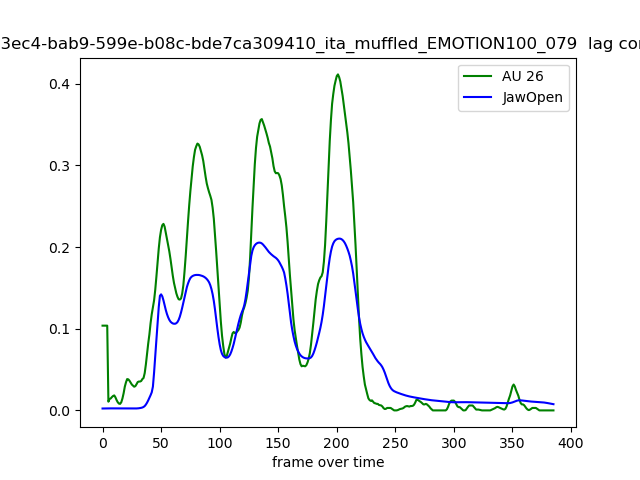 3ec4-bab9-599e-b08c-bde7ca309410_ita_muffled_EMOTION100_079 lag
AU 26
JawOpen
0.4
0.3
0.2
0.1
0.0
0 50 100 150 200 250 300 350 400
frame over time